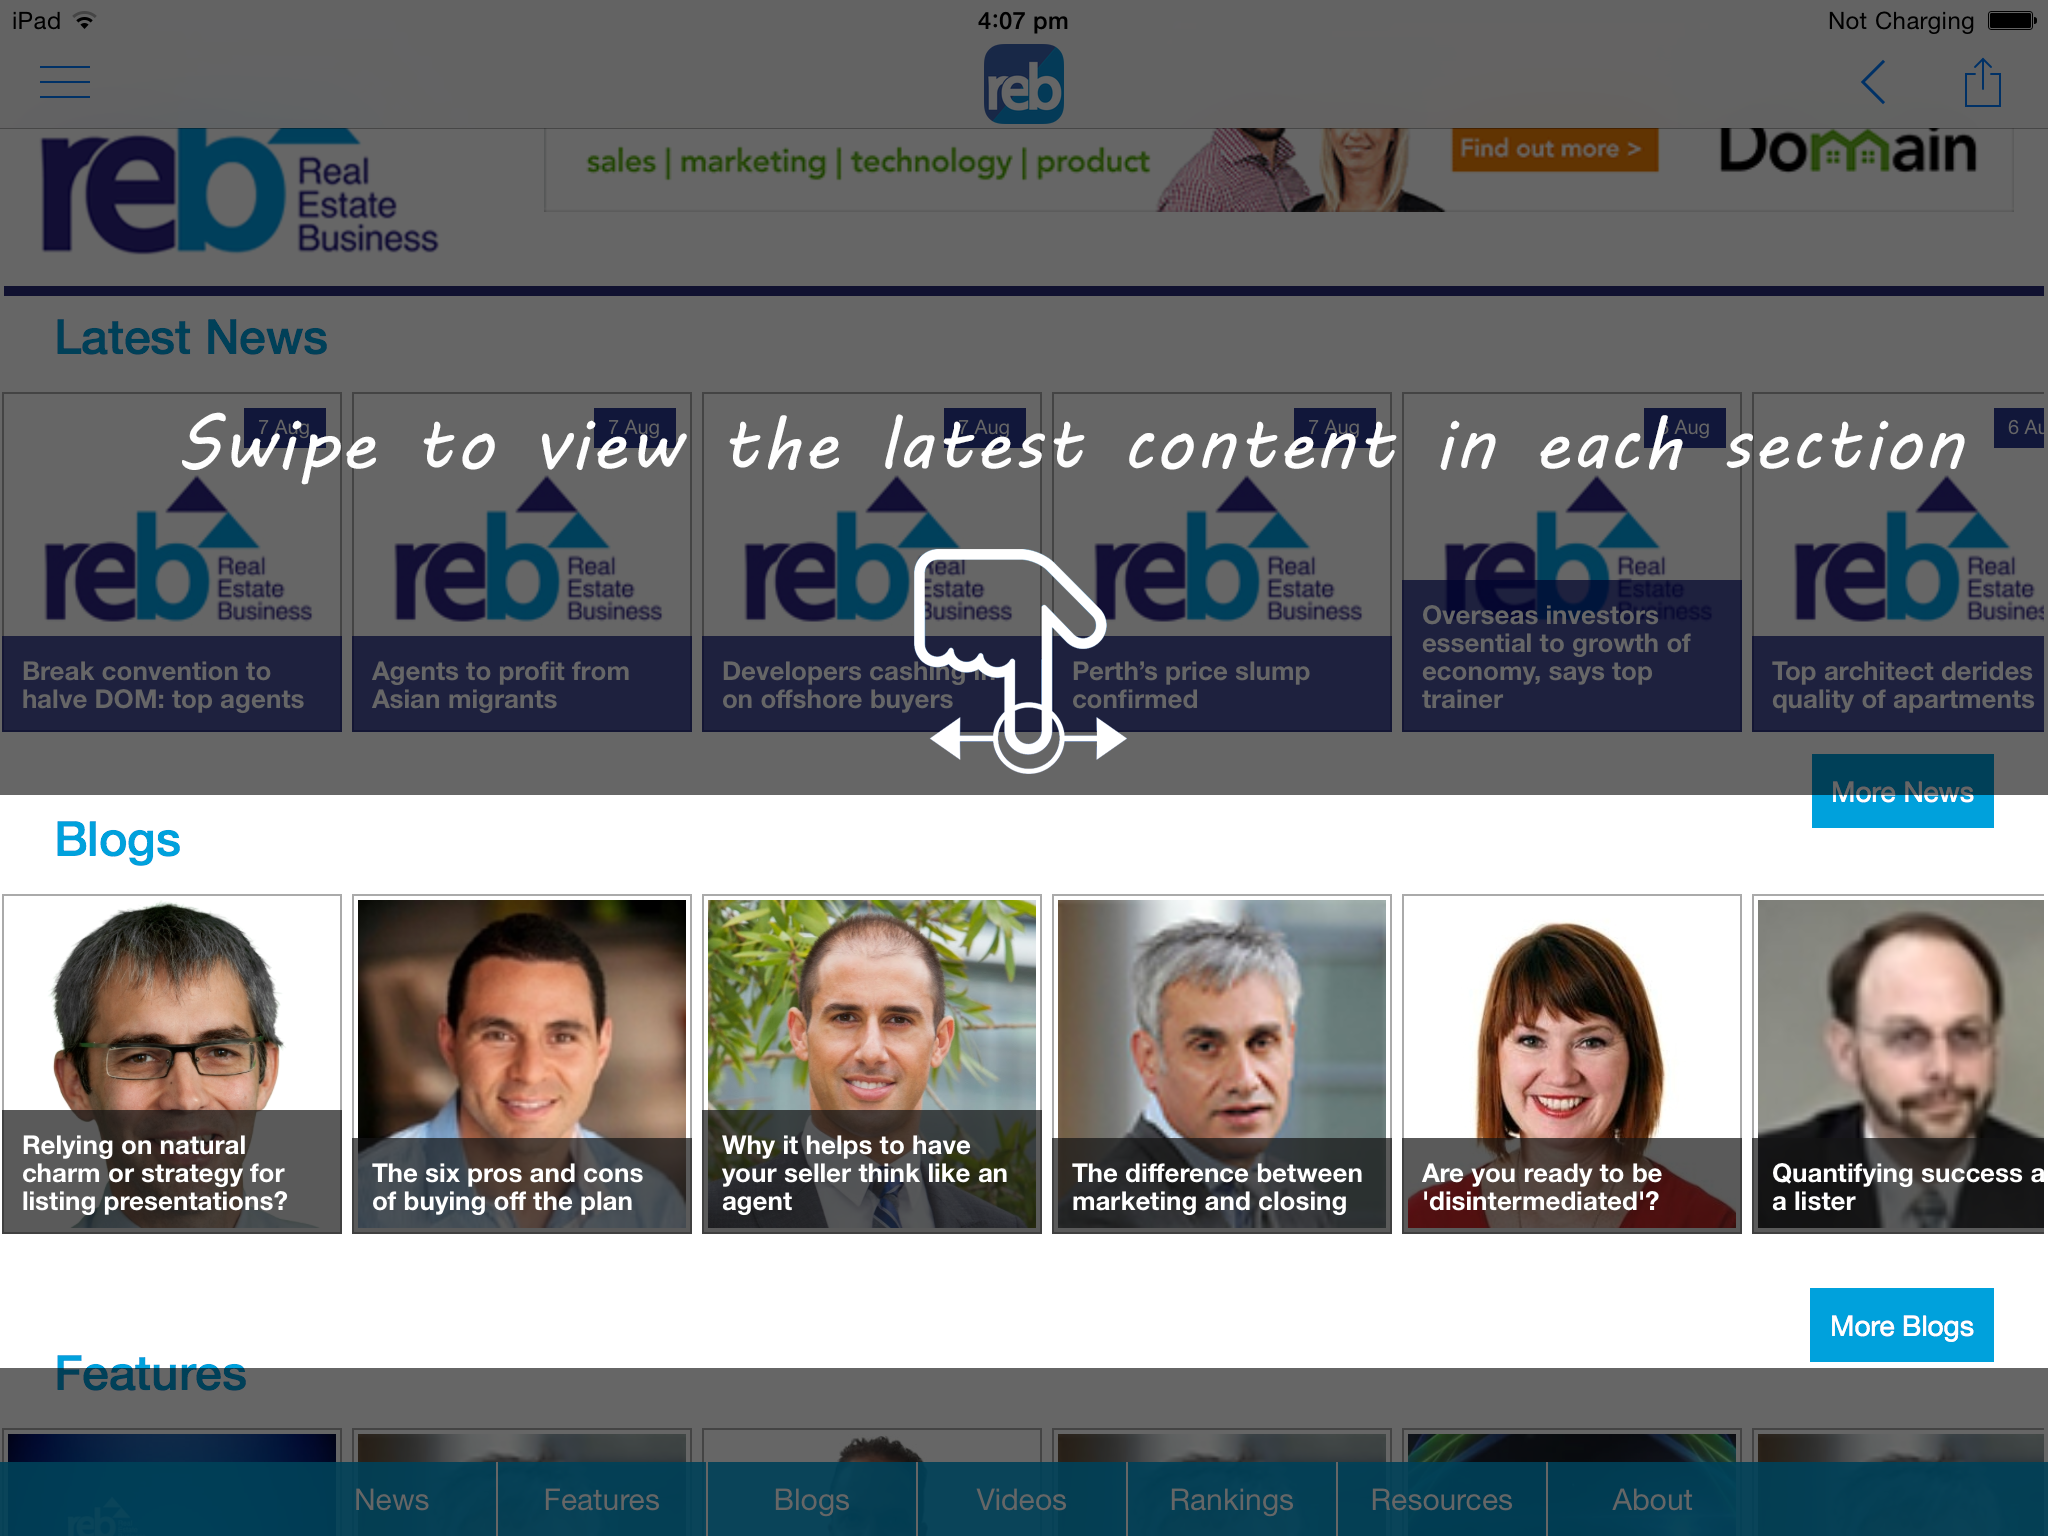 iPad
4:07 pm
Not Charging
reb
reb
Real
Estate
Business
sales | marketing | technology | product
Find out more >
Domain
Latest News
Swipe to view the latest content in each section
7 Aug
reb
Real
Estate
Business
Break convention to
halve DOM: top agents
7 Aug
reb
Real
Estate
Business
Agents to profit from
Asian migrants
7 Aug
reb
Real
Estate
Business
Developers cashing in
on offshore buyers
7 Aug
reb
Real
Estate
Business
Perth's price slump
confirmed
Aug
reb
Real
Estate
Business
Overseas investors
essential to growth of
economy, says top
trainer
6 Au
reb
Real
Estate
Busines
Top architect derides
quality of apartments
More News
Blogs
Relying on natural
charm or strategy for
listing presentations?
The six pros and cons
of buying off the plan
Why it helps to have
your seller think like an
agent
The difference between
marketing and closing
Are you ready to be
'disintermediated'?
Quantifying success a
a lister
More Blogs
Features
reb
News
Features
Blogs
Videos
Rankings
Resources
About